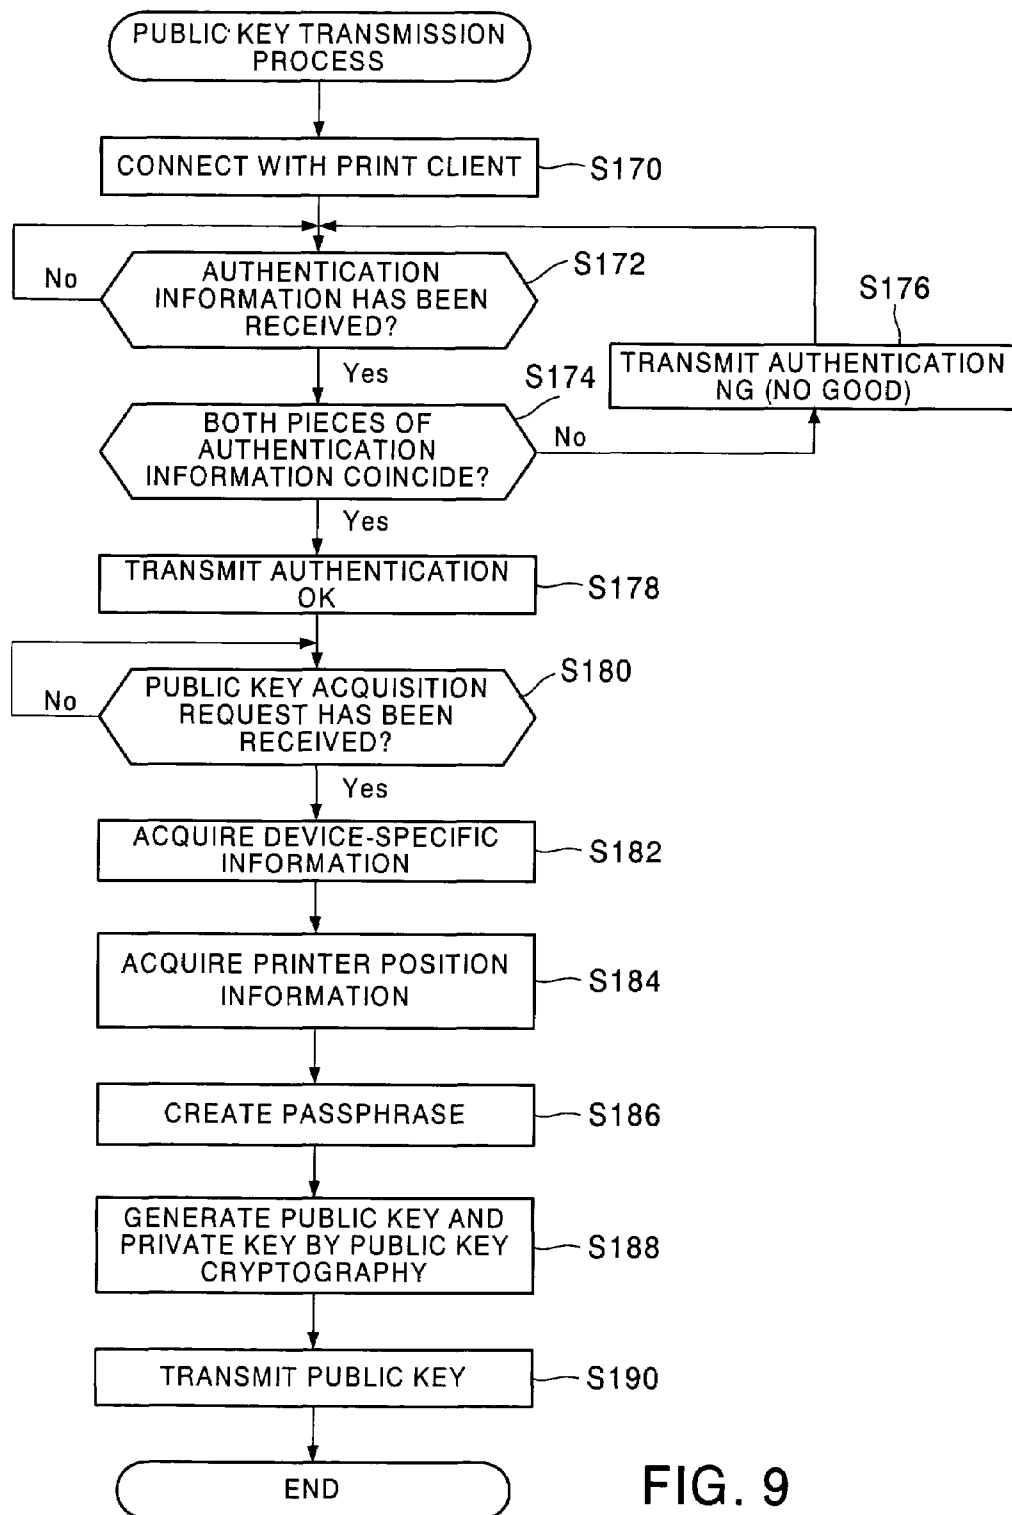 PUBLIC KEY TRANSMISSION
PROCESS
CONNECT WITH PRINT CLIENT
S170
No
AUTHENTICATION
INFORMATION HAS BEEN
RECEIVED?
S172
Yes
S176
TRANSMIT AUTHENTICATION
NG (NO GOOD)
S174
BOTH PIECES OF
AUTHENTICATION
INFORMATION COINCIDE?
No
Yes
TRANSMIT AUTHENTICATION
OK
S178
No
PUBLIC KEY ACQUISITION
REQUEST HAS BEEN
RECEIVED?
S180
Yes
ACQUIRE DEVICE-SPECIFIC
INFORMATION
S182
ACQUIRE PRINTER POSITION
INFORMATION
S184
CREATE PASSPHRASE
S186
GENERATE PUBLIC KEY AND
PRIVATE KEY BY PUBLIC KEY
CRYPTOGRAPHY
S188
TRANSMIT PUBLIC KEY
S190
END
FIG. 9